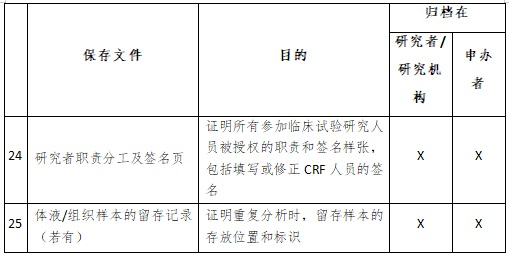 归档在
保存文件
目的
研究者/
研究机
构
申办
者
24
研究者职责分工及签名页
证明所有参加临床试验研究人
员被授权的职责和签名样张，
包括填写或修正 CRF 人员的签
名
X
X
25
体液/组织样本的留存记录
（若有）
证明重复分析时，留存样本的
存放位置和标识
X
X